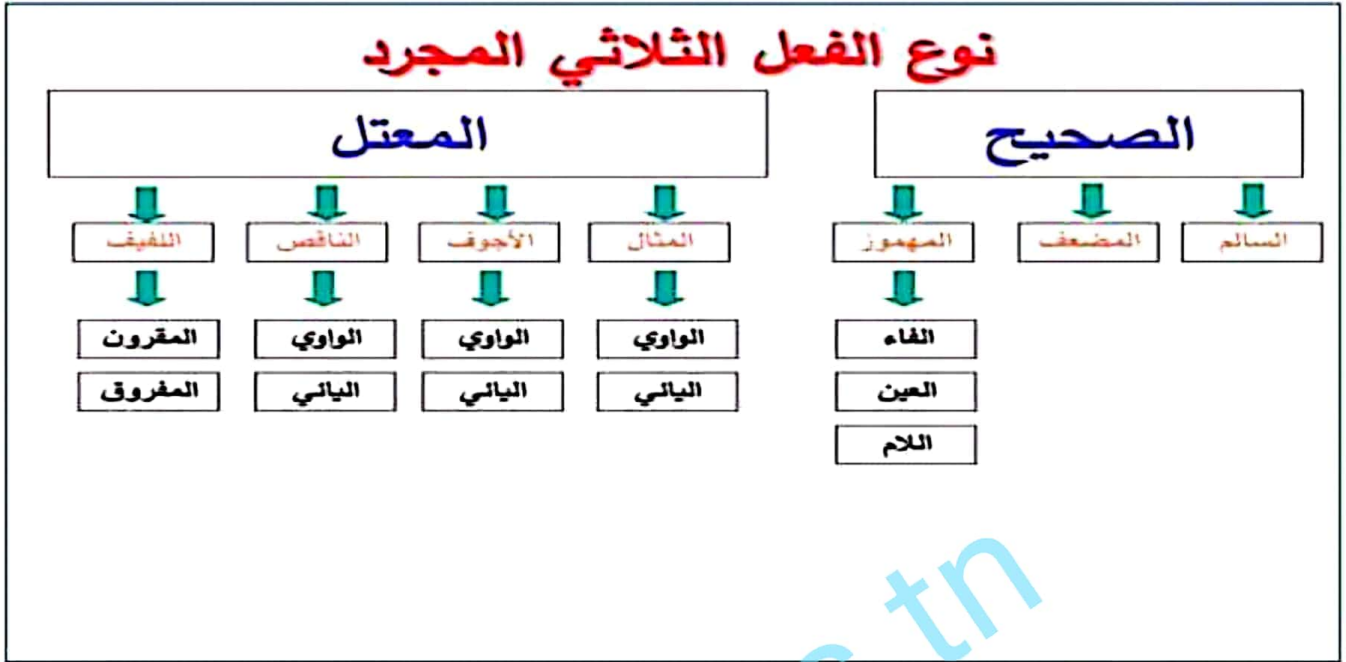 نوع الفعل الثلاثي المجرد
الصحيح المعتل
السالم المضعف المهموز المثال الأجوف الناقص اللفيف
الفاء الواوي الواوي الواوي المقرون
العين اليائي اليائي اليائي المفروق
اللام
tn